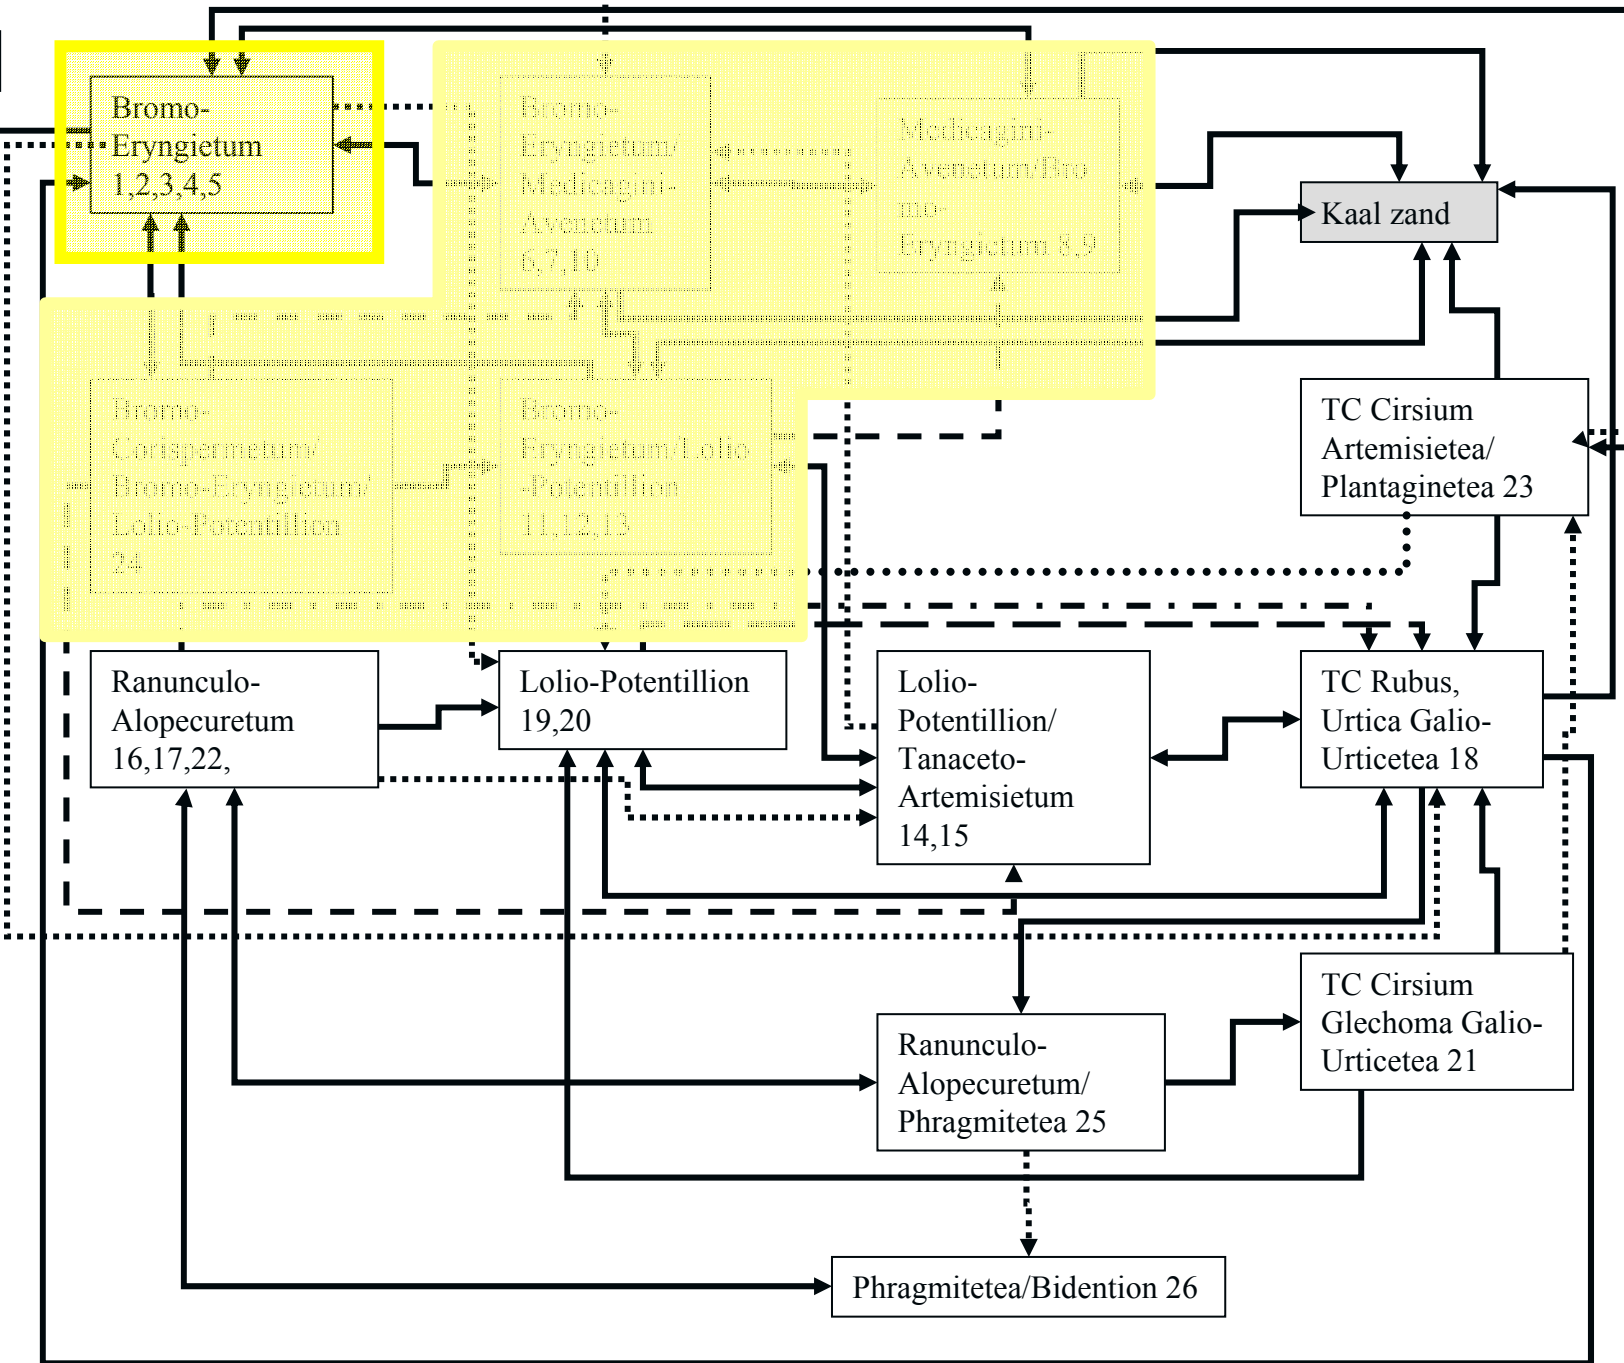 Bromo-
Eryngietum
1,2,3,4,5
Bromo-
Eryngietum/
Medicagini-
Avenetum
6,7,10
Medicagini-
Avenetum/Bro
mo-
Eryngietum 8,9
Kaal zand
Bromo-
Corispermetum/
Bromo-Eryngietum/
Lolio-Potentillion
24
Bromo-
Eryngietum/Lolio
-Potentillion
11,12,13
TC Cirsium
Artemisietea/
Plantaginetea 23
Ranunculo-
Alopecuretum
16,17,22,
Lolio-Potentillion
19,20
Lolio-
Potentillion/
Tanaceto-
Artemisietum
14,15
TC Rubus,
Urtica Galio-
Urticetea 18
Ranunculo-
Alopecuretum/
Phragmitetea 25
TC Cirsium
Glechoma Galio-
Urticetea 21
Phragmitetea/Bidention 26